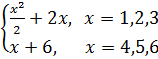 {x²/2 + 2x, x = 1,2,3
x + 6, x = 4,5,6